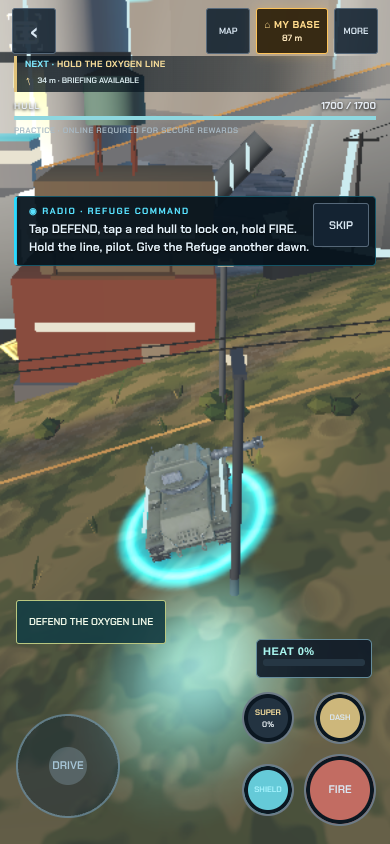 MAP
⌂ MY BASE
87 m
MORE
NEXT · HOLD THE OXYGEN LINE
34 m · BRIEFING AVAILABLE
HULL
1700 / 1700
ONLINE REQUIRED FOR SECURE REWARDS
◉ RADIO · REFUGE COMMAND
Tap DEFEND, tap a red hull to lock on, hold FIRE.
Hold the line, pilot. Give the Refuge another dawn.
SKIP
DEFEND THE OXYGEN LINE
HEAT 0%
SUPER
0%
DASH
DRIVE
SHIELD
FIRE